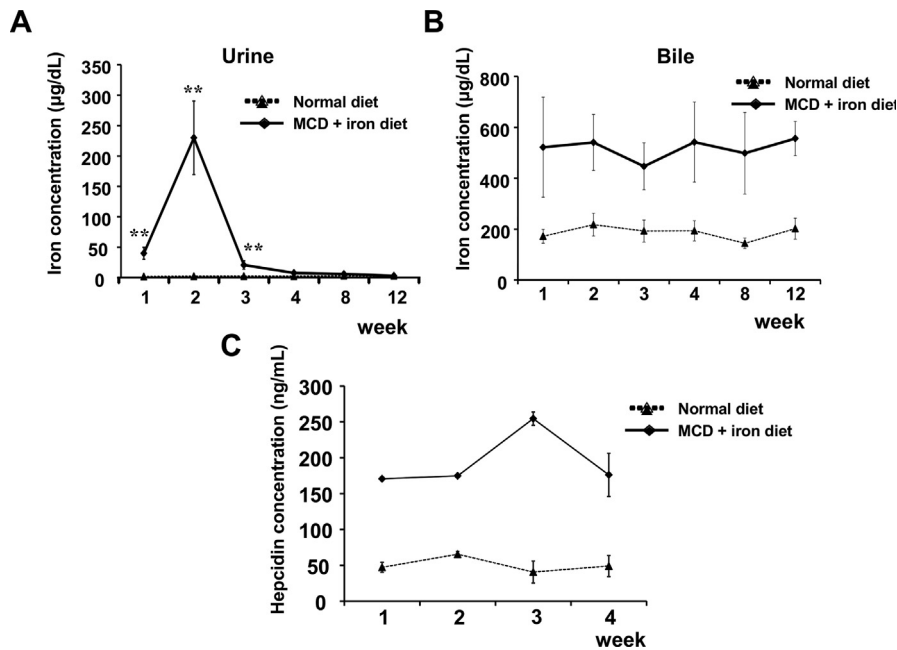 A
Urine
Iron concentration (µg/dL)
350
300
250
200
150
100
50
0
**
**
**
Normal diet
MCD + iron diet
1 2 3 4 8 12
week
B
Bile
Iron concentration (µg/dL)
800
600
400
200
0
Normal diet
MCD + iron diet
1 2 3 4 8 12
week
C
Hepcidin concentration (ng/mL)
300
250
200
150
100
50
0
Normal diet
MCD + iron diet
1 2 3 4
week